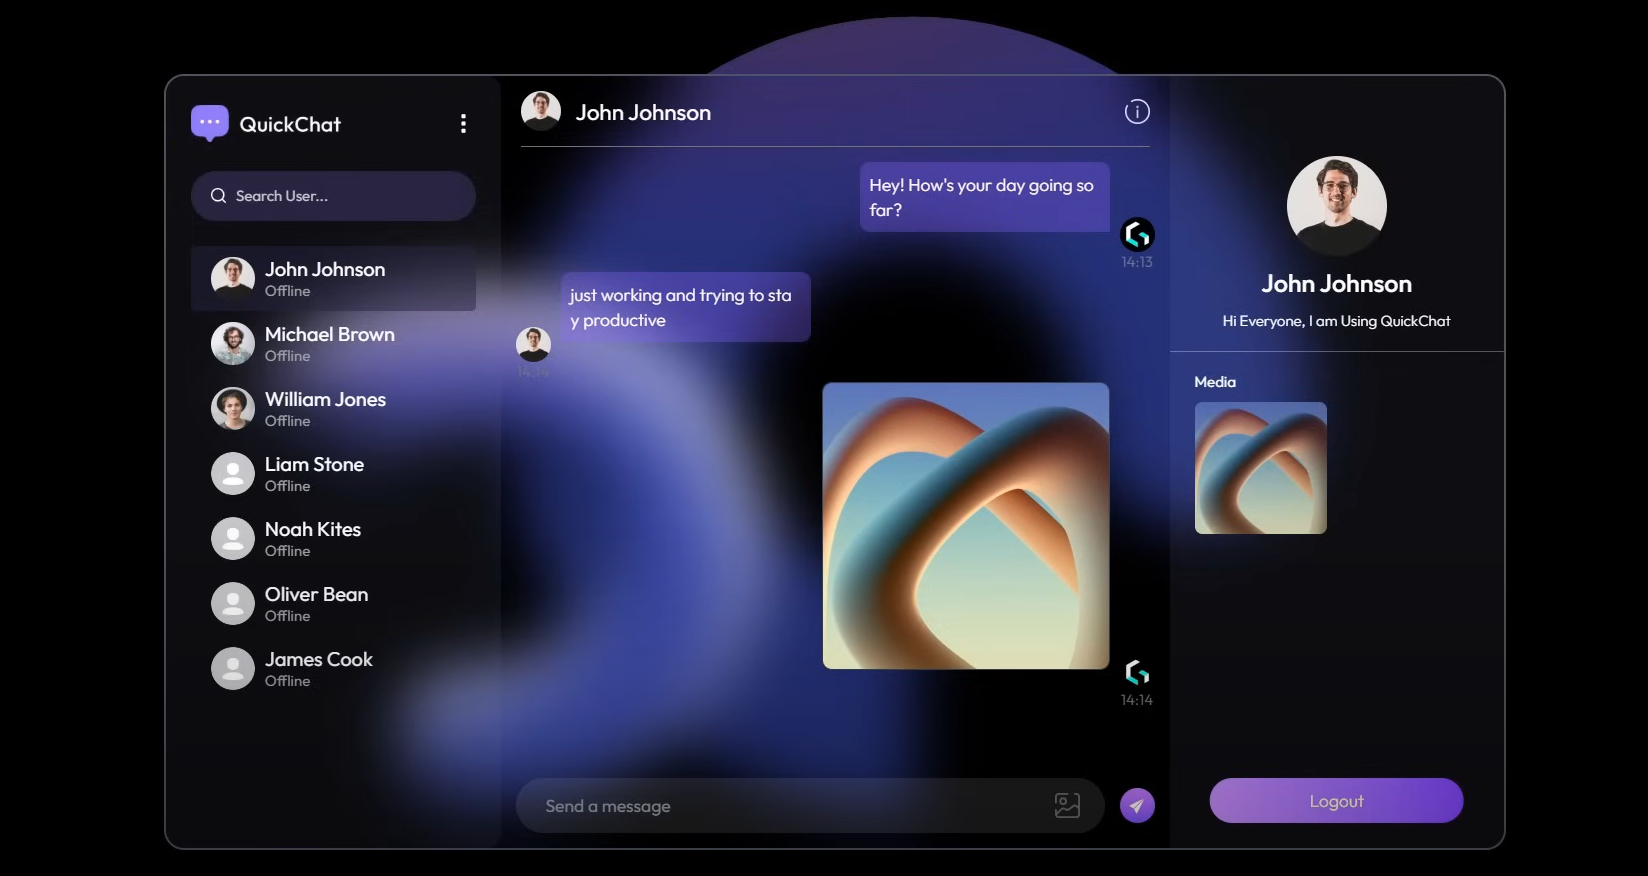 QuickChat
Search User...
John Johnson
Offline
Michael Brown
Offline
William Jones
Offline
Liam Stone
Offline
Noah Kites
Offline
Oliver Bean
Offline
James Cook
Offline
John Johnson
Hey! How's your day going so
far?
14:13
just working and trying to sta
y productive
14:14
14:14
Send a message
John Johnson
Hi Everyone, I am Using QuickChat
Media
Logout